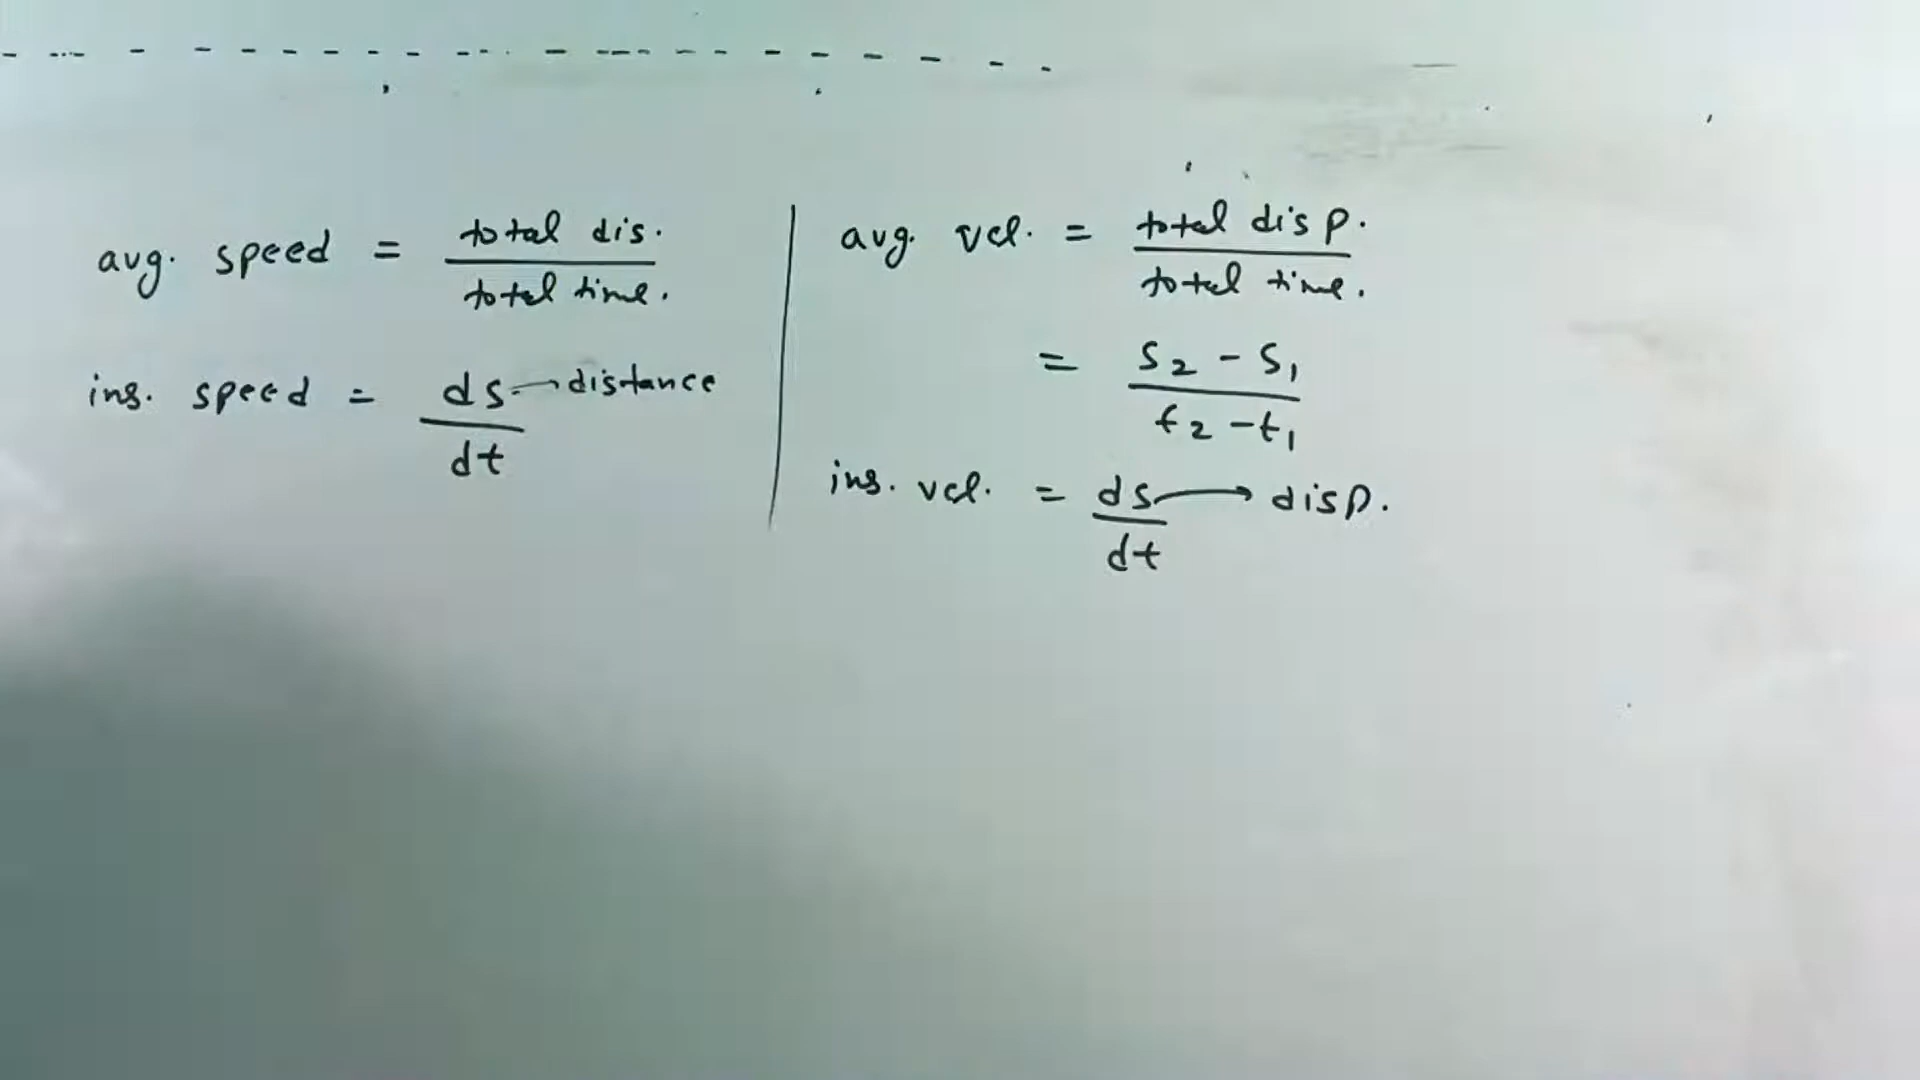 avg. speed = total dis. / total time.
ins. speed = ds → distance / dt
avg. vel. = total disp. / total time.
= s₂ - s₁ / t₂ - t₁
ins. vel. = ds → disp. / dt